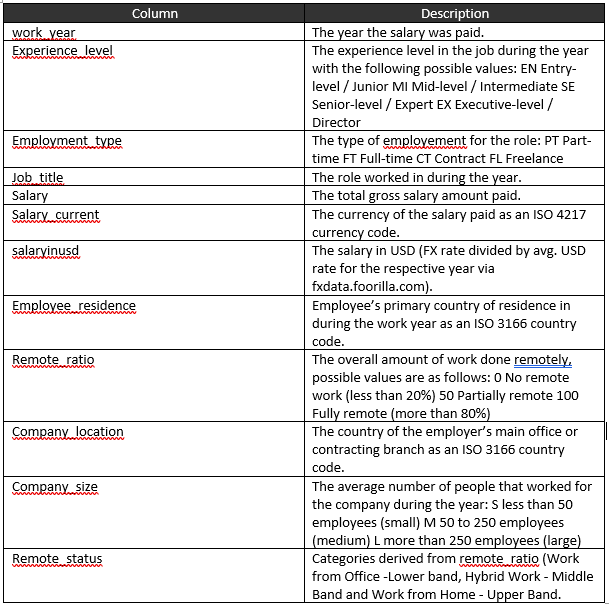 Column Description
work_year The year the salary was paid.
Experience_level The experience level in the job during the year
with the following possible values: EN Entry-
level / Junior MI Mid-level / Intermediate SE
Senior-level / Expert EX Executive-level /
Director
Employment_type The type of employement for the role: PT Part-
time FT Full-time CT Contract FL Freelance
Job_title The role worked in during the year.
Salary The total gross salary amount paid.
Salary_current The currency of the salary paid as an ISO 4217
currency code.
salaryinusd The salary in USD (FX rate divided by avg. USD
rate for the respective year via
fxdata.foorilla.com).
Employee_residence Employee’s primary country of residence in
during the work year as an ISO 3166 country
code.
Remote_ratio The overall amount of work done remotely,
possible values are as follows: 0 No remote
work (less than 20%) 50 Partially remote 100
Fully remote (more than 80%)
Company_location The country of the employer’s main office or
contracting branch as an ISO 3166 country
code.
Company_size The average number of people that worked for
the company during the year: S less than 50
employees (small) M 50 to 250 employees
(medium) L more than 250 employees (large)
Remote_status Categories derived from remote_ratio (Work
from Office -Lower band, Hybrid Work - Middle
Band and Work from Home - Upper Band.